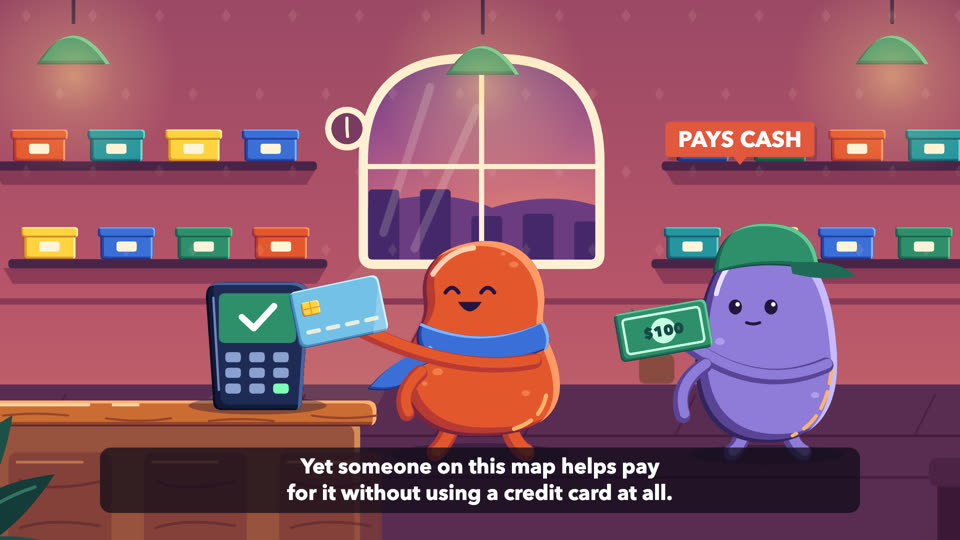 PAYS CASH
$100
Yet someone on this map helps pay
for it without using a credit card at all.